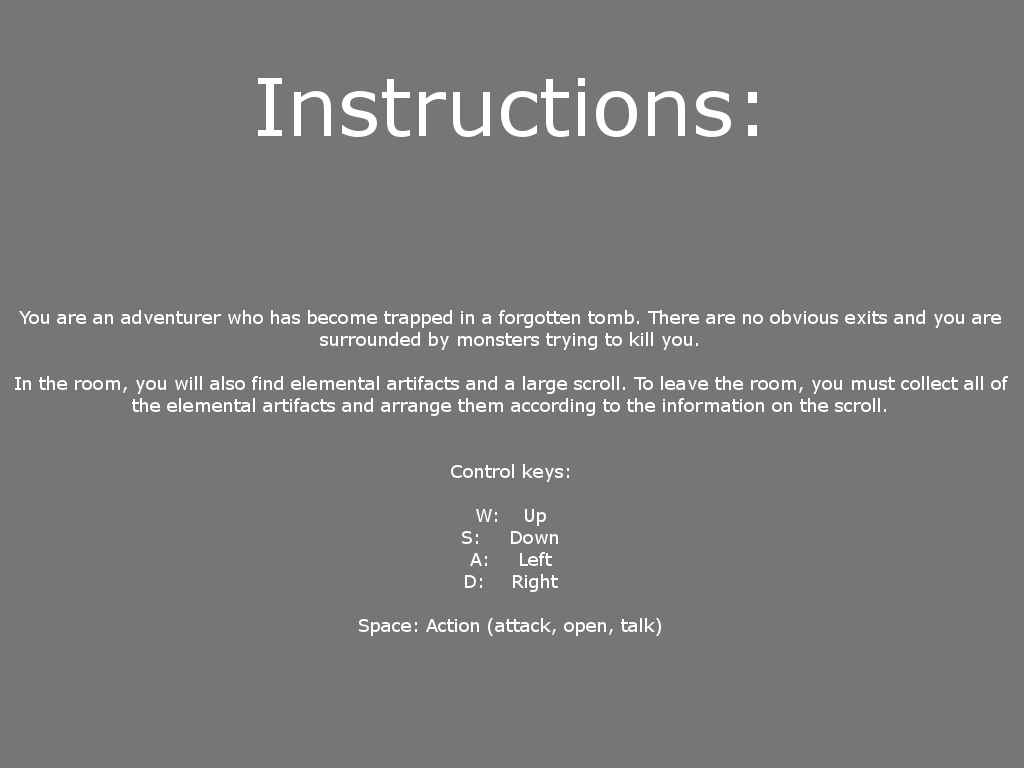 Instructions:
You are an adventurer who has become trapped in a forgotten tomb. There are no obvious exits and you are
surrounded by monsters trying to kill you.
In the room, you will also find elemental artifacts and a large scroll. To leave the room, you must collect all of
the elemental artifacts and arrange them according to the information on the scroll.
Control keys:
W: Up
S: Down
A: Left
D: Right
Space: Action (attack, open, talk)